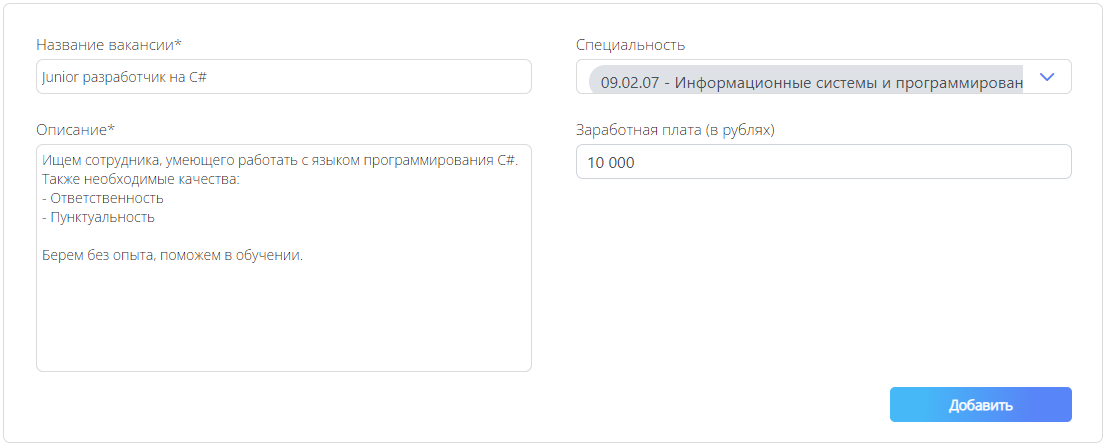 Название вакансии*
Junior разработчик на C#
Описание*
Ищем сотрудника, умеющего работать с языком программирования C#.
Также необходимые качества:
- Ответственность
- Пунктуальность
Берем без опыта, поможем в обучении.
Специальность
09.02.07 - Информационные системы и программирован
Заработная плата (в рублях)
10 000
Добавить